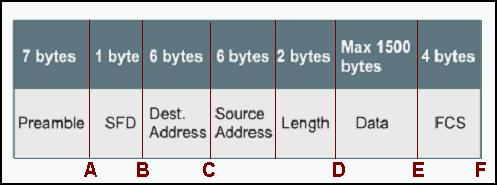 7 bytes 1 byte 6 bytes 6 bytes 2 bytes Max 1500 bytes 4 bytes
Preamble SFD Dest. Address Source Address Length Data FCS
A B C D E F